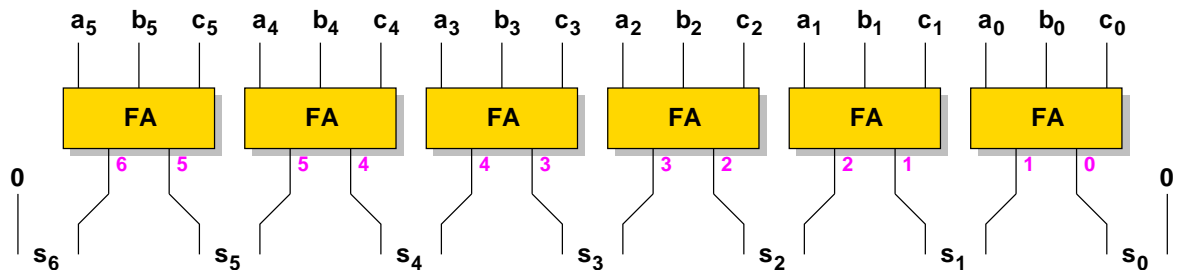 a5 b5 c5 a4 b4 c4 a3 b3 c3 a2 b2 c2 a1 b1 c1 a0 b0 c0
FA FA FA FA FA FA
6 5 5 4 4 3 3 2 2 1 1 0
0 0
s6 s5 s4 s3 s2 s1 s0